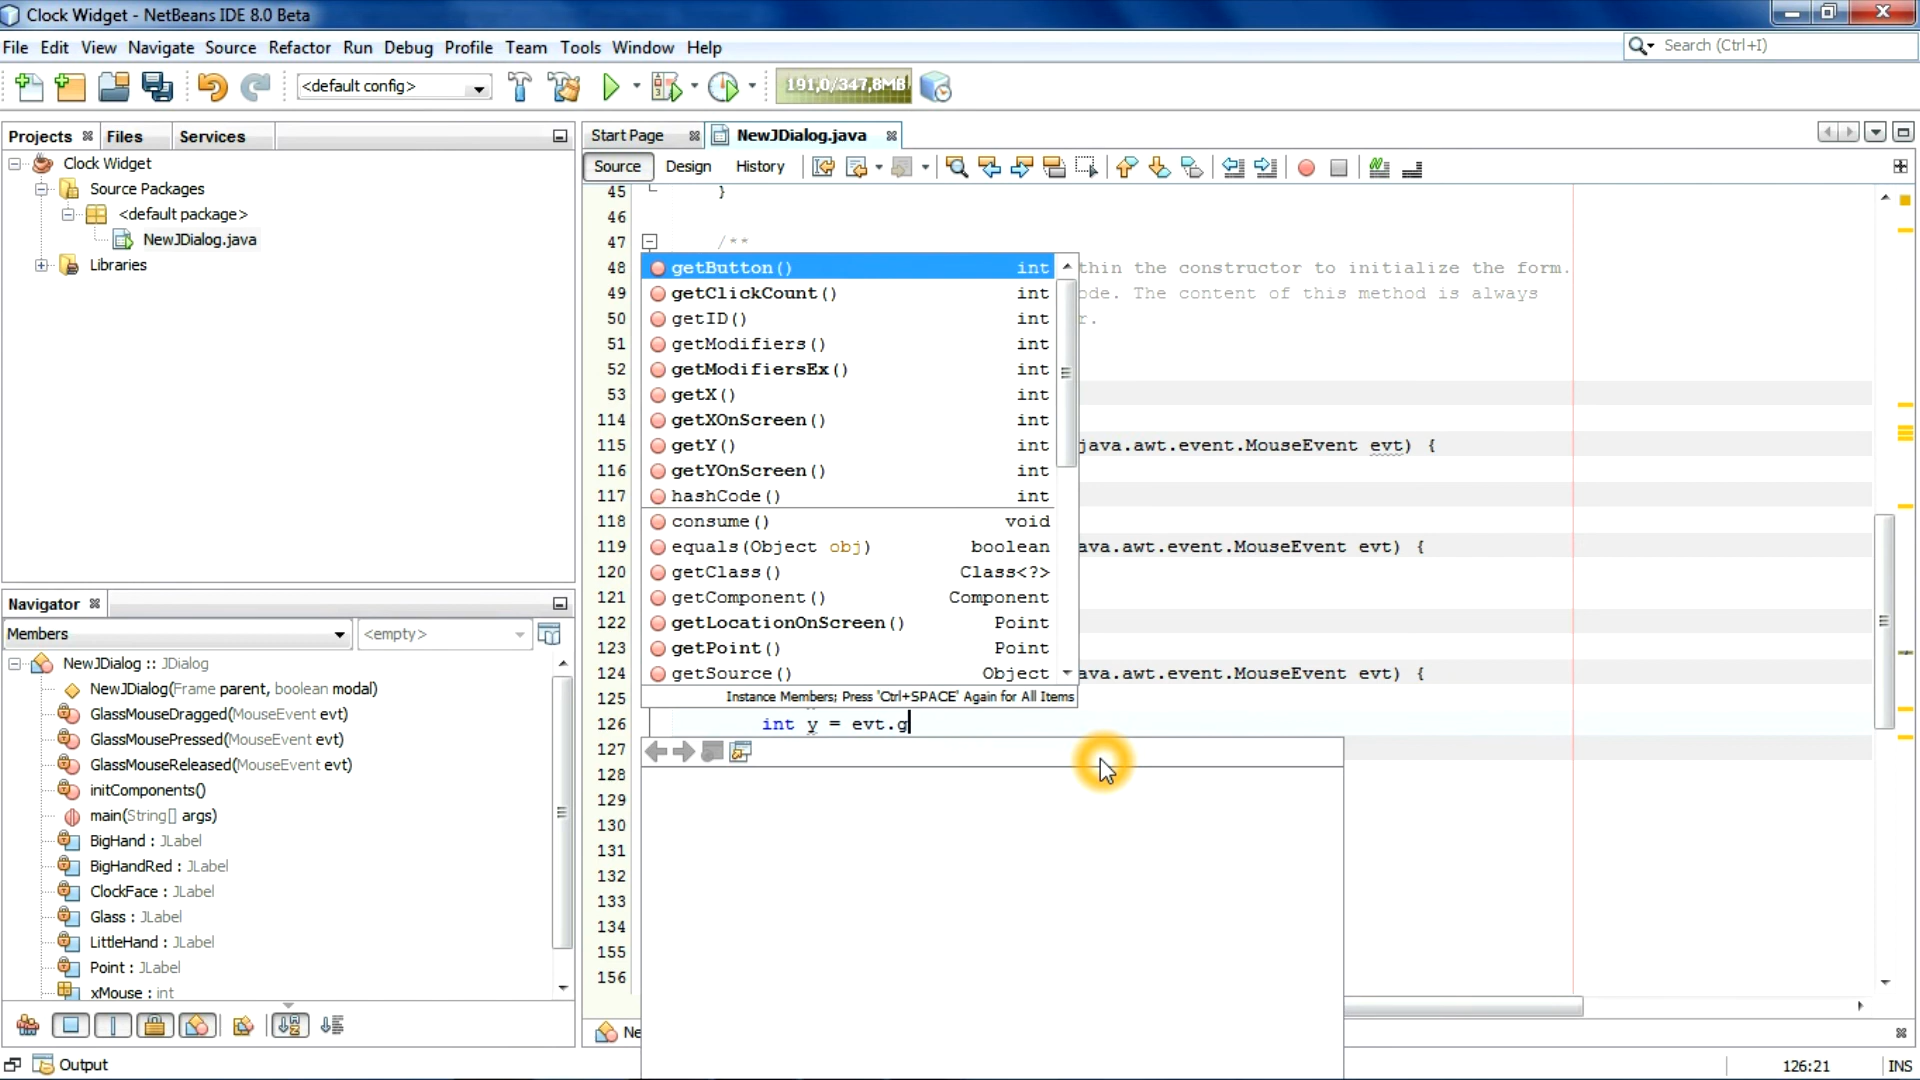 Clock Widget - NetBeans IDE 8.0 Beta
File Edit View Navigate Source Refactor Run Debug Profile Team Tools Window Help
Search (Ctrl+I)
<default config>
191,0/347,8MB
Projects Files Services
Clock Widget
Source Packages
<default package>
NewJDialog.java
Libraries
Navigator
Members
<empty>
NewJDialog :: JDialog
NewJDialog(Frame parent, boolean modal)
GlassMouseDragged(MouseEvent evt)
GlassMousePressed(MouseEvent evt)
GlassMouseReleased(MouseEvent evt)
initComponents()
main(String[] args)
BigHand : JLabel
BigHandRed : JLabel
ClockFace : JLabel
Glass : JLabel
LittleHand : JLabel
Point : JLabel
xMouse : int
Output
Start Page NewJDialog.java
Source Design History
45 }
46
47 /**
48 thin the constructor to initialize the form.
49 ode. The content of this method is always
50 r.
51
52
53
114
115 java.awt.event.MouseEvent evt) {
116
117
118
119 ava.awt.event.MouseEvent evt) {
120
121
122
123
124 ava.awt.event.MouseEvent evt) {
125
126 int y = evt.g
127
128
129
130
131
132
133
134
155
156
getButton() int
getClickCount() int
getID() int
getModifiers() int
getModifiersEx() int
getX() int
getXOnScreen() int
getY() int
getYOnScreen() int
hashCode() int
consume() void
equals(Object obj) boolean
getClass() Class<?>
getComponent() Component
getLocationOnScreen() Point
getPoint() Point
getSource() Object
Instance Members; Press 'Ctrl+SPACE' Again for All Items
Ne
126:21 INS